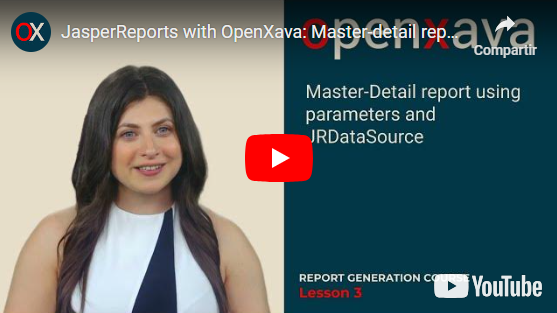 OX JasperReports with OpenXava: Master-detail rep...
openxava
Compartir
Master-Detail report using
parameters and
JRDataSource
REPORT GENERATION COURSE
Lesson 3
YouTube